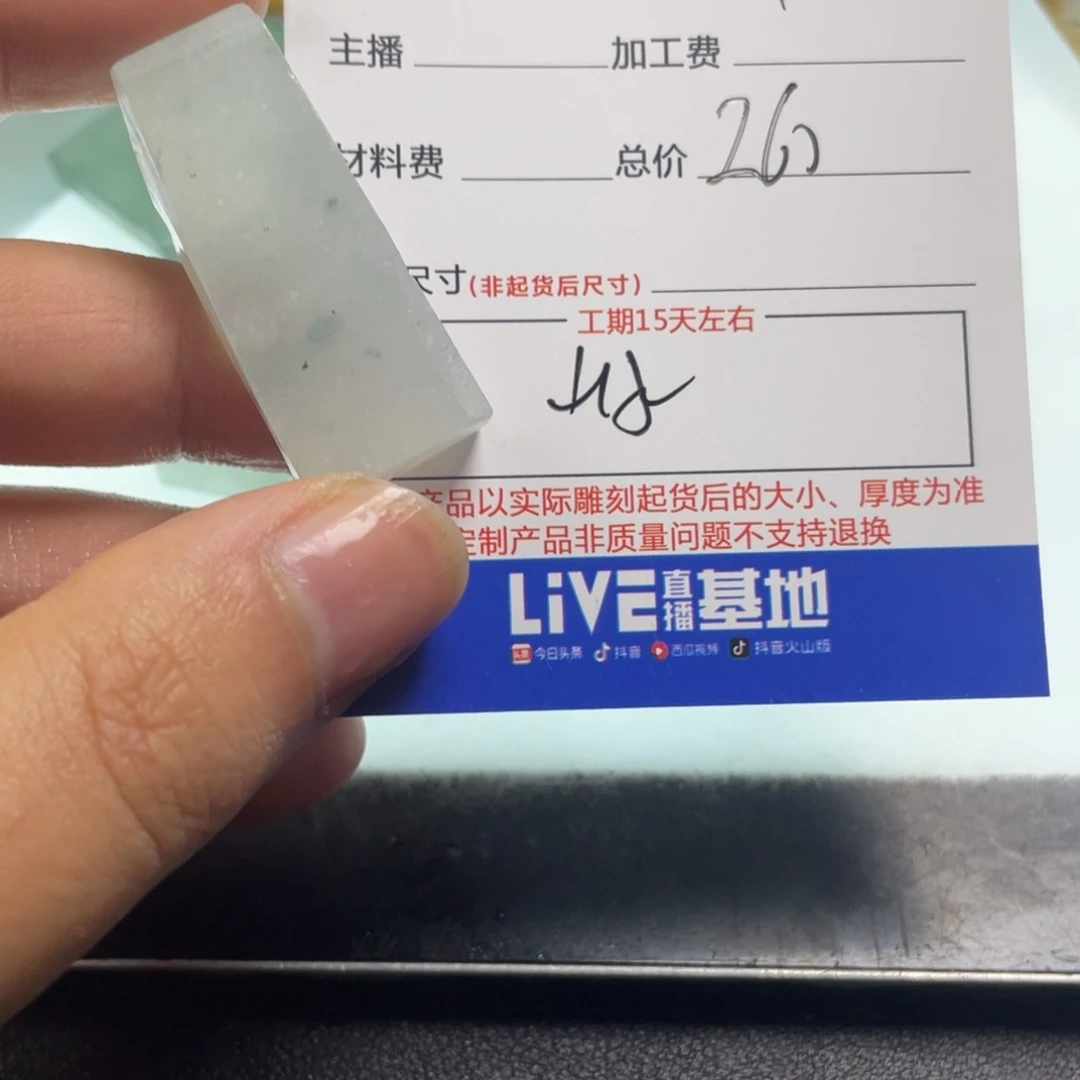 主播 加工费
材料费 总价 260
尺寸(非起货后尺寸)
工期15天左右
产品以实际雕刻起货后的大小、厚度为准
定制产品非质量问题不支持退换
LiVE直播基地
头条 今日头条 抖音 西瓜视频 抖音火山版